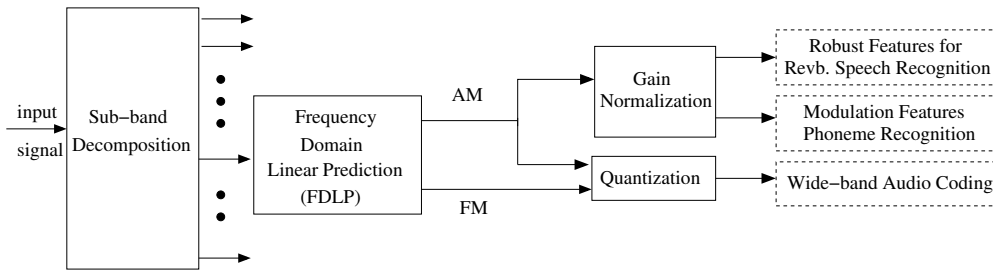 input
signal
Sub-band
Decomposition
Frequency
Domain
Linear Prediction
(FDLP)
AM
FM
Gain
Normalization
Quantization
Robust Features for
Revb. Speech Recognition
Modulation Features
Phoneme Recognition
Wide-band Audio Coding